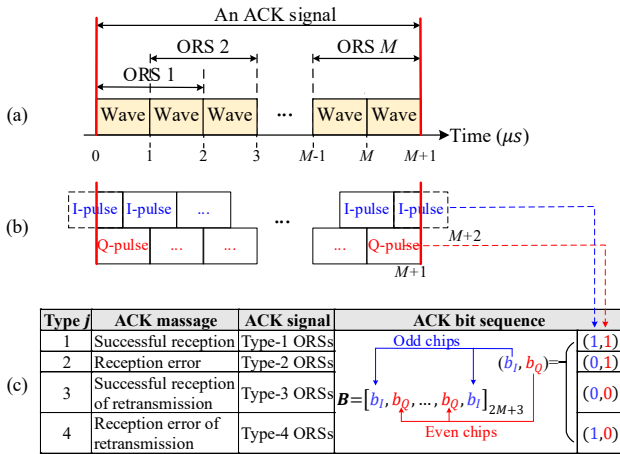 An ACK signal
ORS 2
ORS M
ORS 1
(a)
Wave Wave Wave ... Wave Wave
Time (μs)
0 1 2 3 M-1 M M+1
(b)
I-pulse I-pulse ... ... I-pulse I-pulse
Q-pulse ... ... ... Q-pulse
M+2
M+1
(c)
Type j ACK massage ACK signal ACK bit sequence
1 Successful reception Type-1 ORSs (1,1)
2 Reception error Type-2 ORSs (0,1)
3 Successful reception of retransmission Type-3 ORSs (0,0)
4 Reception error of retransmission Type-4 ORSs (1,0)
Odd chips
(b_I, b_Q)=
B=[b_I, b_Q, ..., b_Q, b_I]_2M+3
Even chips